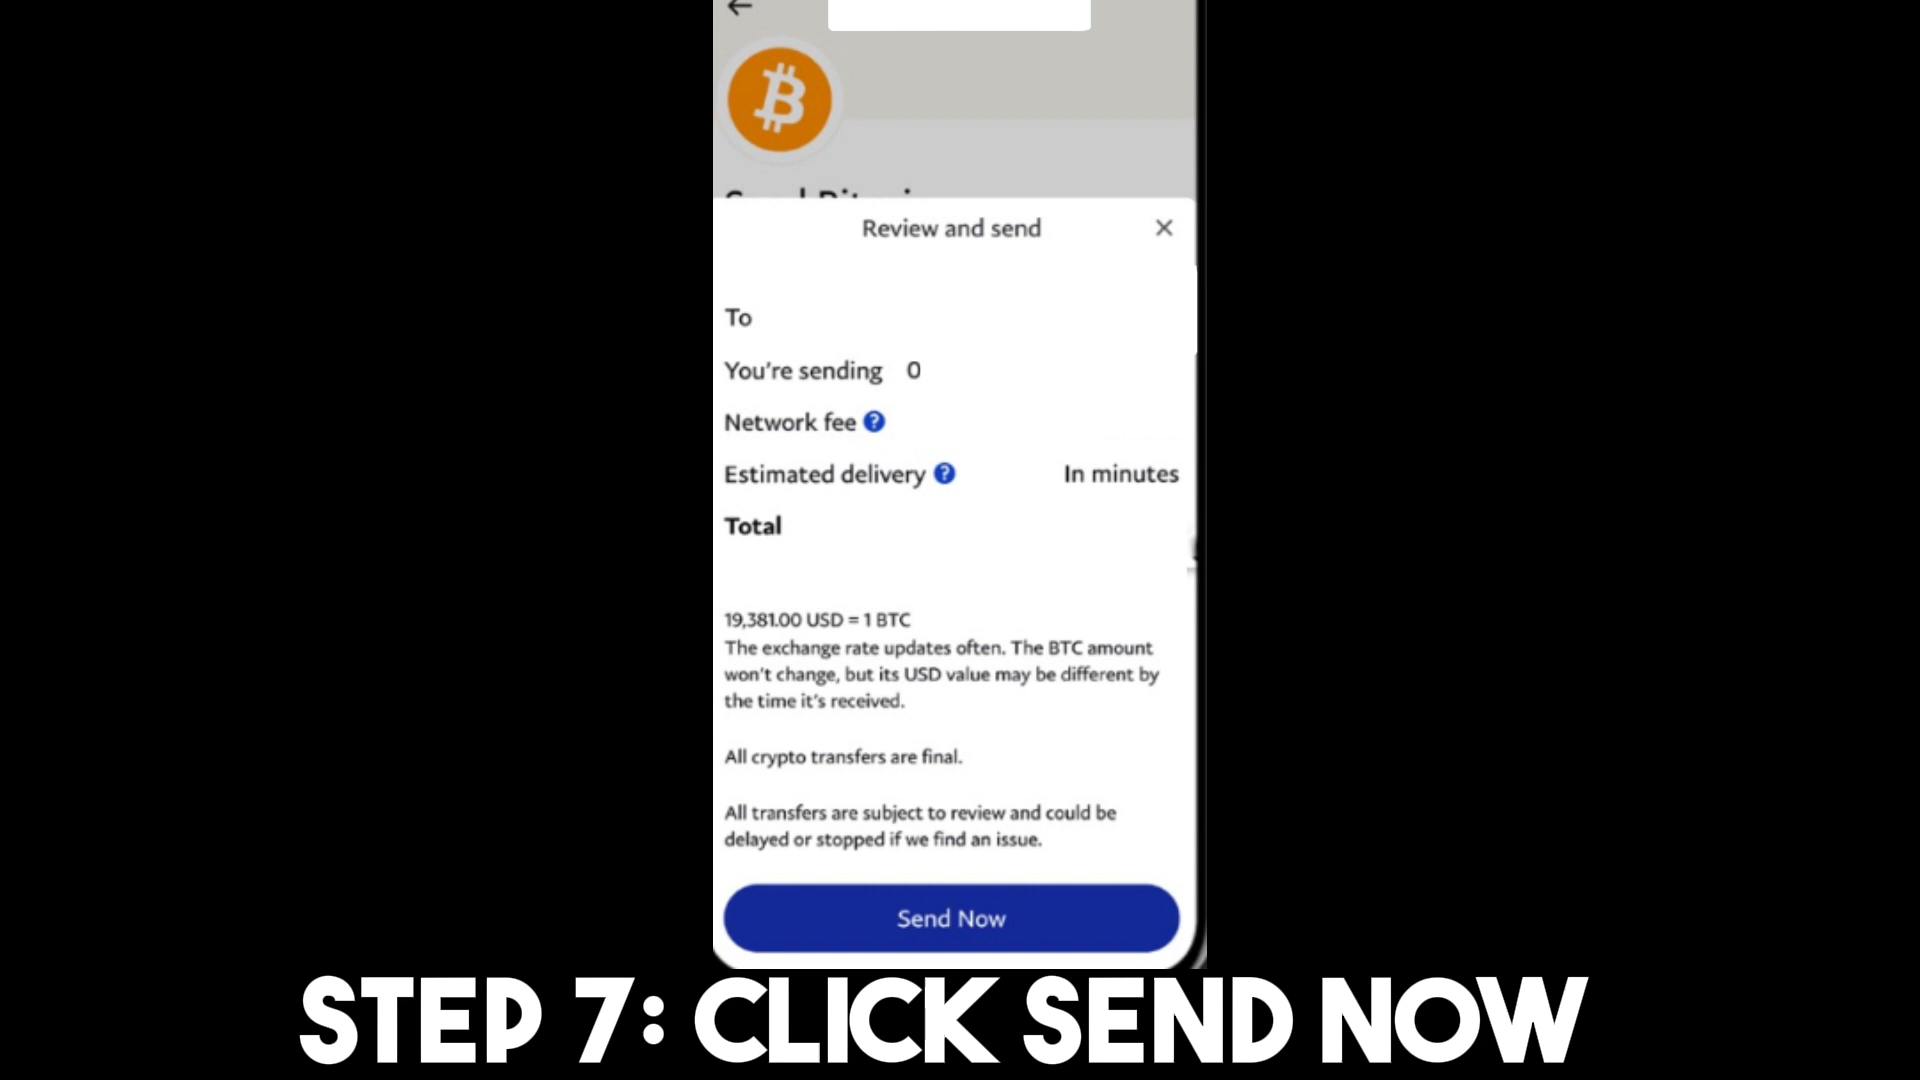 Review and send
To
You're sending 0
Network fee
Estimated delivery In minutes
Total
19,381.00 USD = 1 BTC
The exchange rate updates often. The BTC amount
won't change, but its USD value may be different by
the time it's received.
All crypto transfers are final.
All transfers are subject to review and could be
delayed or stopped if we find an issue.
Send Now
STEP 7: CLICK SEND NOW